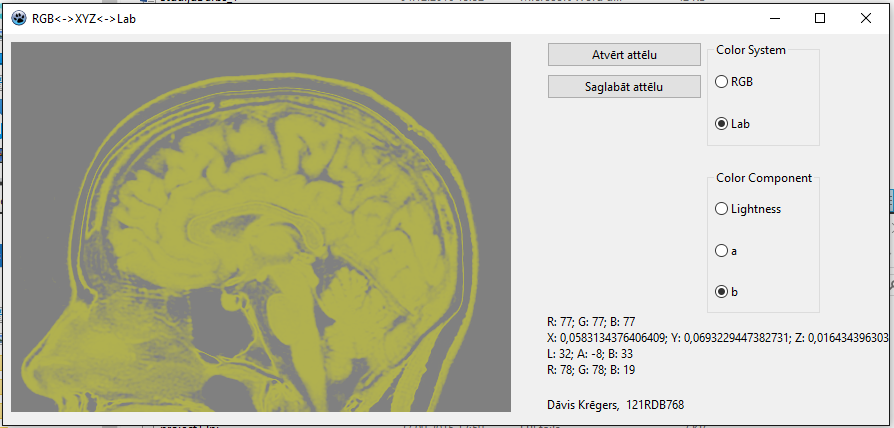 RGB<->XYZ<->Lab
Atvērt attēlu
Saglabāt attēlu
Color System
RGB
Lab
Color Component
Lightness
a
b
R: 77; G: 77; B: 77
X: 0,0583134376406409; Y: 0,0693229447382731; Z: 0,016434396303
L: 32; A: -8; B: 33
R: 78; G: 78; B: 19
Dāvis Krēgers, 121RDB768